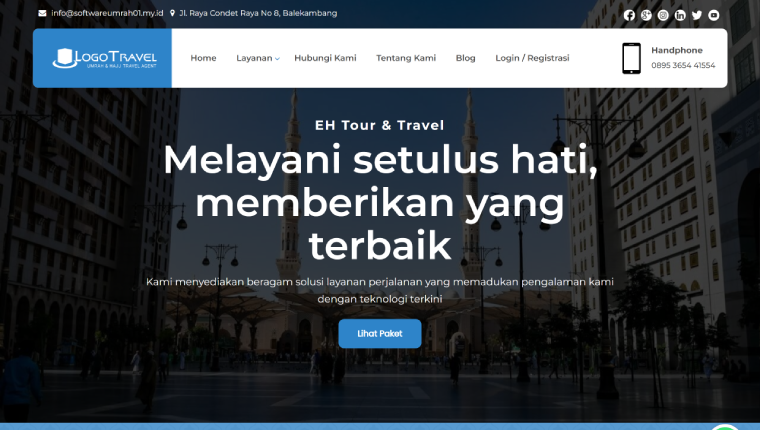 info@softwareumrah01.my.id Jl. Raya Condet Raya No 8, Balekambang
LOGOTRAVEL
UMRAH & HAJJ TRAVEL AGENT
Home Layanan Hubungi Kami Tentang Kami Blog Login / Registrasi
Handphone
0895 3654 41554
EH Tour & Travel
Melayani setulus hati,
memberikan yang
terbaik
Kami menyediakan beragam solusi layanan perjalanan yang memadukan pengalaman kami
dengan teknologi terkini
Lihat Paket